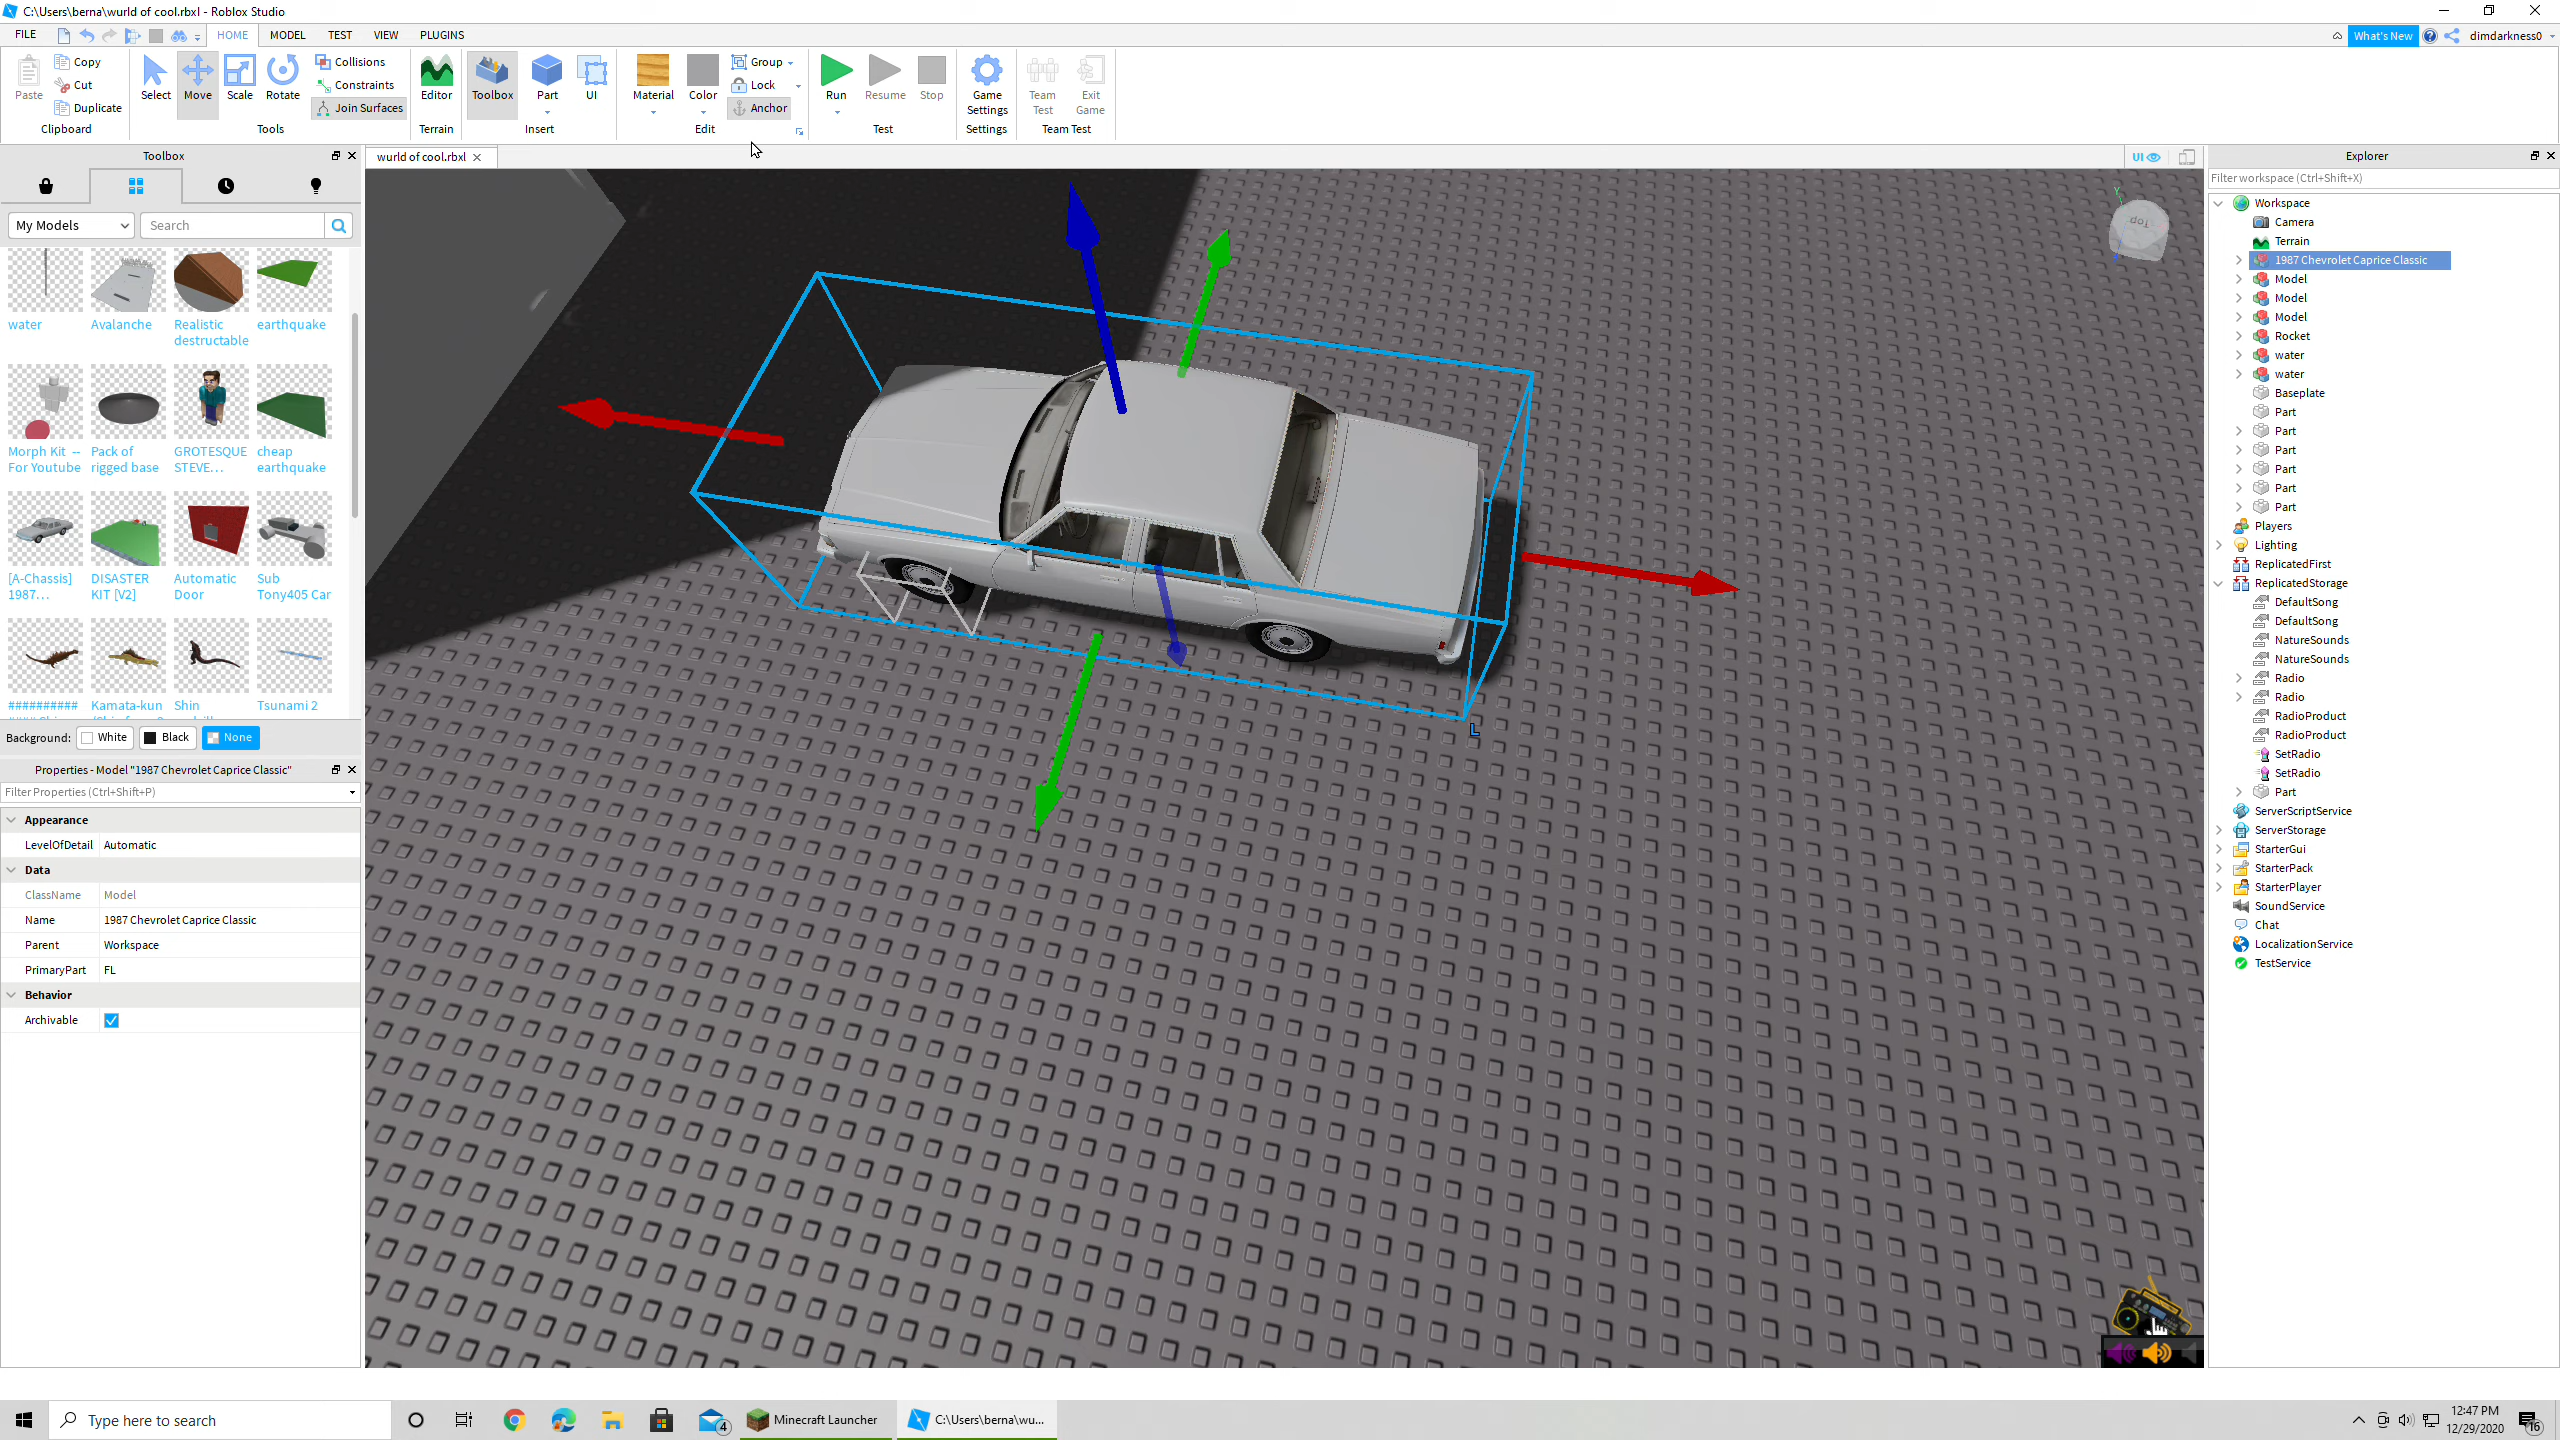 C:\Users\berna\wurld of cool.rbxl - Roblox Studio
FILE HOME MODEL TEST VIEW PLUGINS What's New dimdarkness0
Paste Copy Cut Duplicate Clipboard
Select Move Scale Rotate Collisions Constraints Join Surfaces Tools
Editor Terrain
Toolbox Part UI Insert
Material Color Group Lock Anchor Edit
Run Resume Stop Test
Game Settings Settings
Team Test Exit Game Team Test
Toolbox
My Models Search
water Avalanche Realistic destructable earthquake
Morph Kit -- For Youtube Pack of rigged base GROTESQUE STEVE... cheap earthquake
[A-Chassis] 1987... DISASTER KIT [V2] Automatic Door Sub Tony405 Car
########## Kamata-kun Shin Tsunami 2
Background: White Black None
Properties - Model "1987 Chevrolet Caprice Classic"
Filter Properties (Ctrl+Shift+P)
Appearance
LevelOfDetail Automatic
Data
ClassName Model
Name 1987 Chevrolet Caprice Classic
Parent Workspace
PrimaryPart FL
Behavior
Archivable
wurld of cool.rbxl
UI
Top
Y
L
Explorer
Filter workspace (Ctrl+Shift+X)
Workspace
Camera
Terrain
1987 Chevrolet Caprice Classic
Model
Model
Model
Rocket
water
water
Baseplate
Part
Part
Part
Part
Part
Part
Players
Lighting
ReplicatedFirst
ReplicatedStorage
DefaultSong
DefaultSong
NatureSounds
NatureSounds
Radio
Radio
RadioProduct
RadioProduct
SetRadio
SetRadio
Part
ServerScriptService
ServerStorage
StarterGui
StarterPack
StarterPlayer
SoundService
Chat
LocalizationService
TestService
Type here to search
4
Minecraft Launcher
C:\Users\berna\wu...
12:47 PM
12/29/2020
16